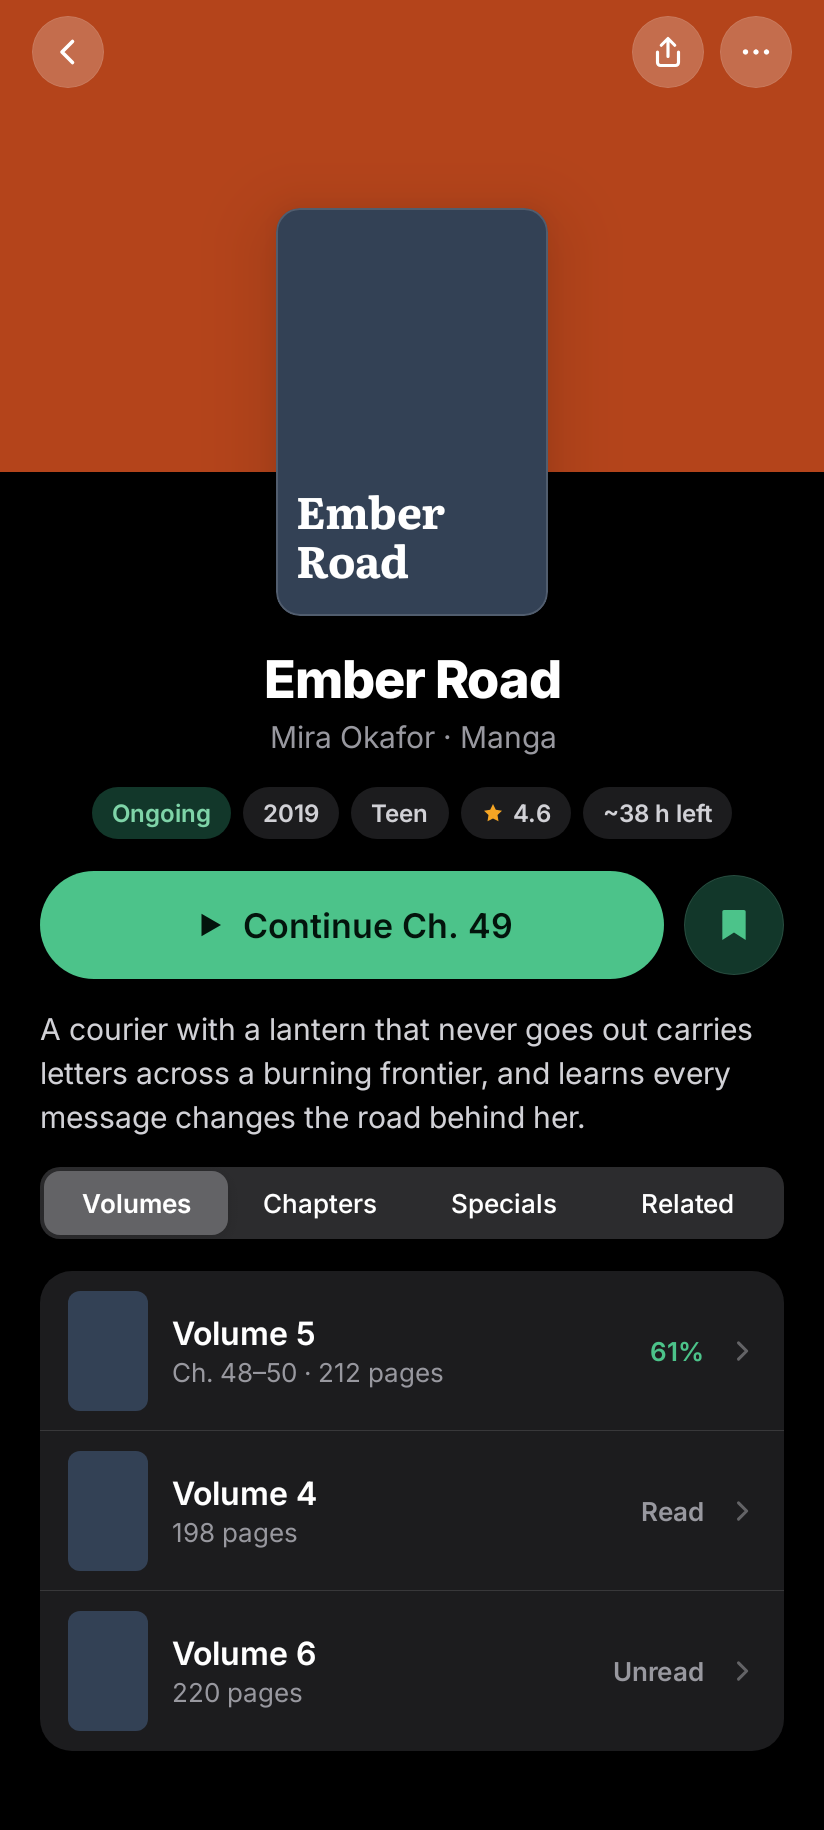 Ember
Road
Ember Road
Mira Okafor · Manga
Ongoing
2019
Teen
4.6
~38 h left
Continue Ch. 49
A courier with a lantern that never goes out carries
letters across a burning frontier, and learns every
message changes the road behind her.
Volumes
Chapters
Specials
Related
Volume 5
Ch. 48–50 · 212 pages
61%
Volume 4
198 pages
Read
Volume 6
220 pages
Unread